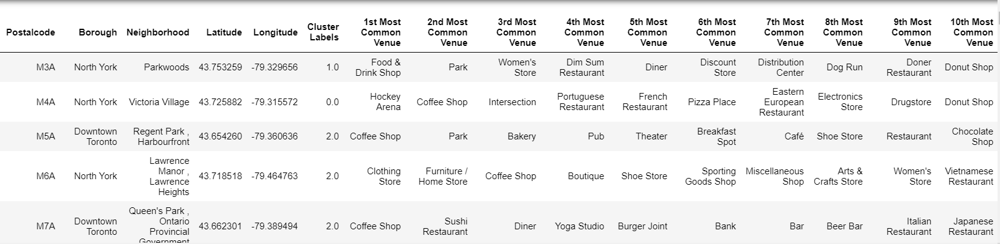 Postalcode Borough Neighborhood Latitude Longitude Cluster Labels 1st Most Common Venue 2nd Most Common Venue 3rd Most Common Venue 4th Most Common Venue 5th Most Common Venue 6th Most Common Venue 7th Most Common Venue 8th Most Common Venue 9th Most Common Venue 10th Most Common Venue
M3A North York Parkwoods 43.753259 -79.329656 1.0 Food & Drink Shop Park Women's Store Dim Sum Restaurant Diner Discount Store Distribution Center Dog Run Doner Restaurant Donut Shop
M4A North York Victoria Village 43.725882 -79.315572 0.0 Hockey Arena Coffee Shop Intersection Portuguese Restaurant French Restaurant Pizza Place Eastern European Restaurant Electronics Store Drugstore Donut Shop
M5A Downtown Toronto Regent Park , Harbourfront 43.654260 -79.360636 2.0 Coffee Shop Park Bakery Pub Theater Breakfast Spot Café Shoe Store Restaurant Chocolate Shop
M6A North York Lawrence Manor , Lawrence Heights 43.718518 -79.464763 2.0 Clothing Store Furniture / Home Store Coffee Shop Boutique Shoe Store Sporting Goods Shop Miscellaneous Shop Arts & Crafts Store Women's Store Vietnamese Restaurant
M7A Downtown Toronto Queen's Park , Ontario Provincial Government 43.662301 -79.389494 2.0 Coffee Shop Sushi Restaurant Diner Yoga Studio Burger Joint Bank Bar Beer Bar Italian Restaurant Japanese Restaurant